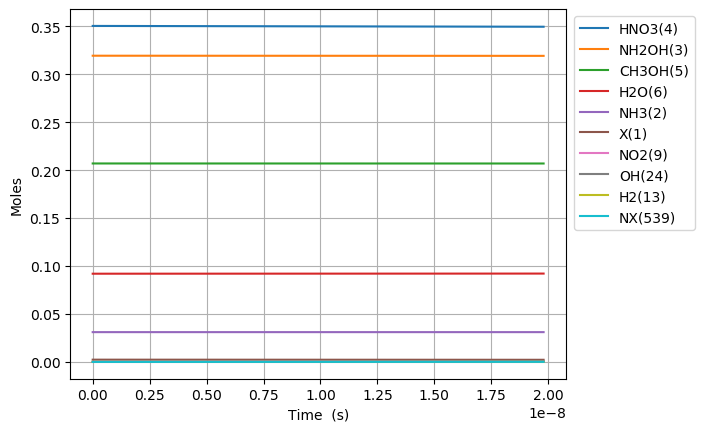 0.35
0.30
0.25
0.20
0.15
0.10
0.05
0.00
Moles
0.00 0.25 0.50 0.75 1.00 1.25 1.50 1.75 2.00
1e−8
Time  (s)
HNO3(4)
NH2OH(3)
CH3OH(5)
H2O(6)
NH3(2)
X(1)
NO2(9)
OH(24)
H2(13)
NX(539)